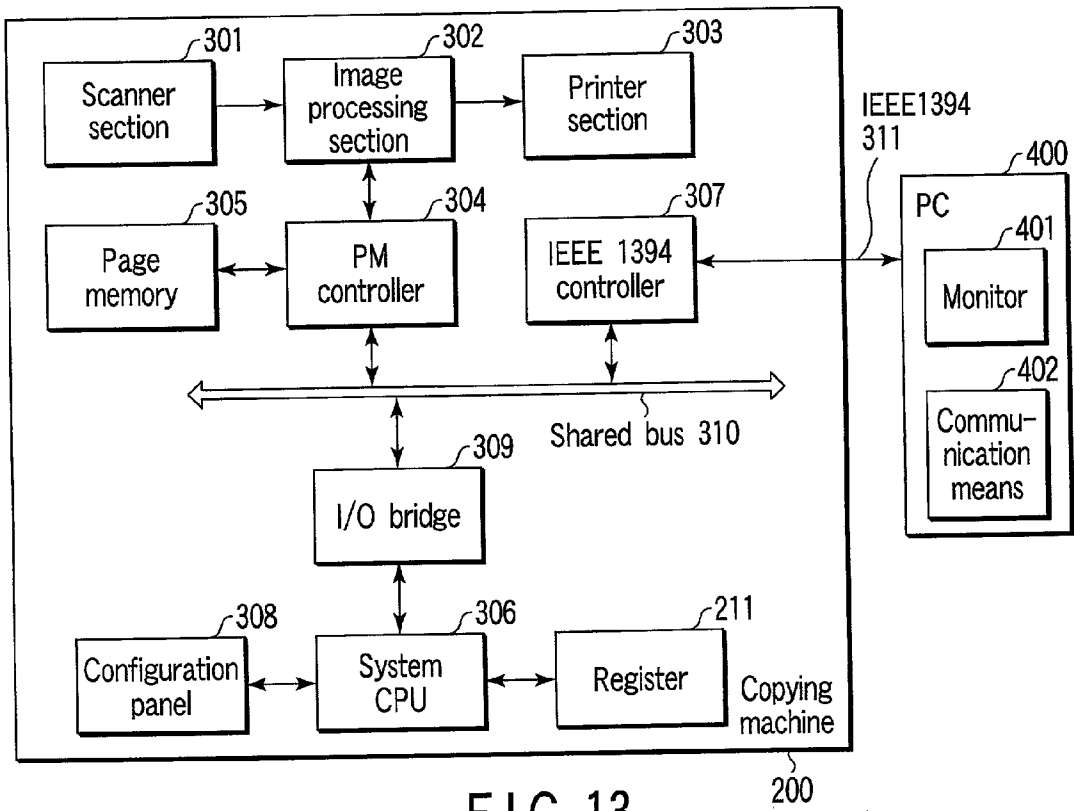 301
302
303
Scanner
section
Image
processing
section
Printer
section
IEEE1394
311
400
305
304
307
PC
401
Page
memory
PM
controller
IEEE 1394
controller
Monitor
402
Commu-
nication
means
Shared bus 310
309
I/O bridge
308
306
211
Configuration
panel
System
CPU
Register
Copying
machine
200
FIG. 13